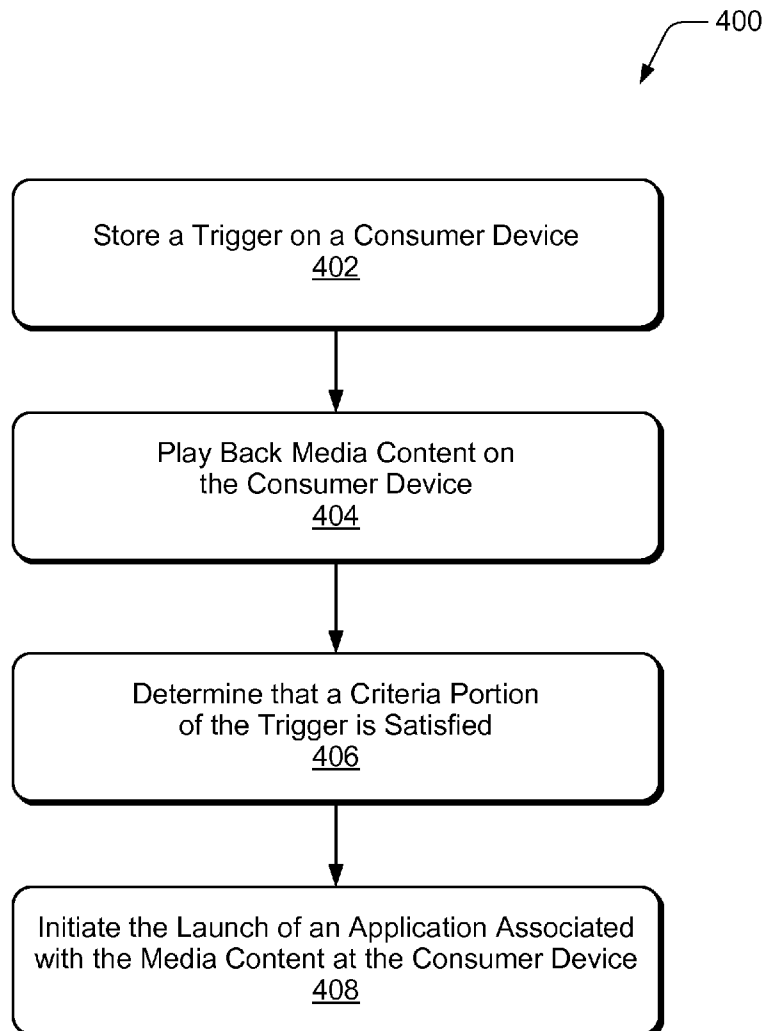 400
Store a Trigger on a Consumer Device
402
Play Back Media Content on
the Consumer Device
404
Determine that a Criteria Portion
of the Trigger is Satisfied
406
Initiate the Launch of an Application Associated
with the Media Content at the Consumer Device
408